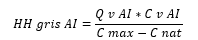 HH gris AI = Q v AI * C v AI / C max − C nat